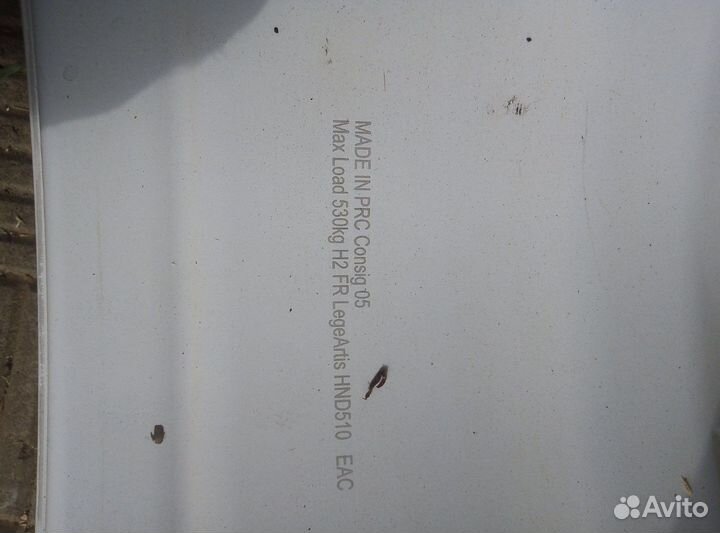 MADE IN PRC Consig 05
Max Load 530kg H2 FR LegeArtis HND510 EAC
Avito